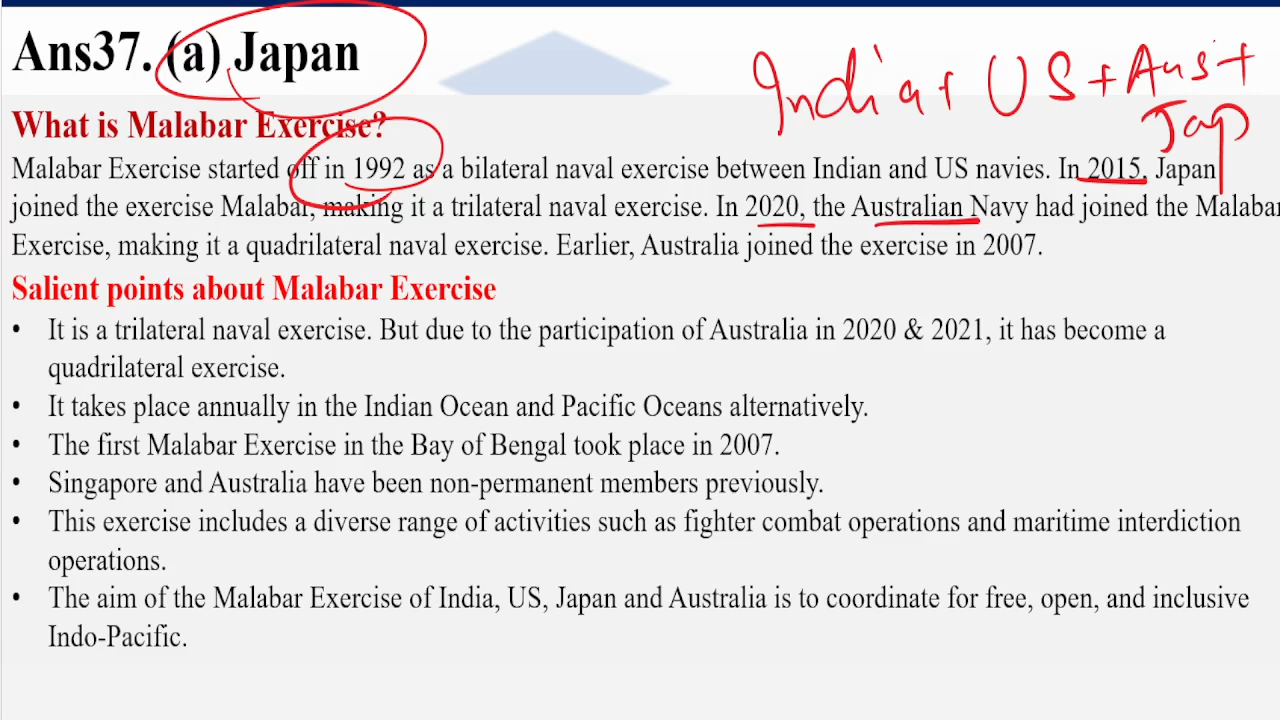 Ans37. (a) Japan
India + US + Aus +
Jap
What is Malabar Exercise?
Malabar Exercise started off in 1992 as a bilateral naval exercise between Indian and US navies. In 2015, Japan
joined the exercise Malabar, making it a trilateral naval exercise. In 2020, the Australian Navy had joined the Malabar
Exercise, making it a quadrilateral naval exercise. Earlier, Australia joined the exercise in 2007.
Salient points about Malabar Exercise
• It is a trilateral naval exercise. But due to the participation of Australia in 2020 & 2021, it has become a
quadrilateral exercise.
• It takes place annually in the Indian Ocean and Pacific Oceans alternatively.
• The first Malabar Exercise in the Bay of Bengal took place in 2007.
• Singapore and Australia have been non-permanent members previously.
• This exercise includes a diverse range of activities such as fighter combat operations and maritime interdiction
operations.
• The aim of the Malabar Exercise of India, US, Japan and Australia is to coordinate for free, open, and inclusive
Indo-Pacific.